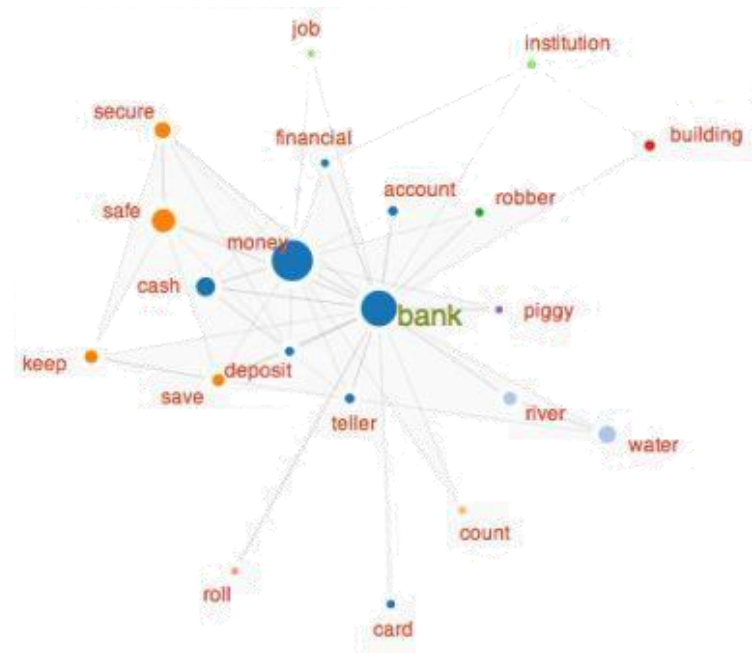 job
institution
secure
financial
building
safe
account
robber
money
cash
bank
piggy
keep
deposit
save
teller
river
water
count
roll
card